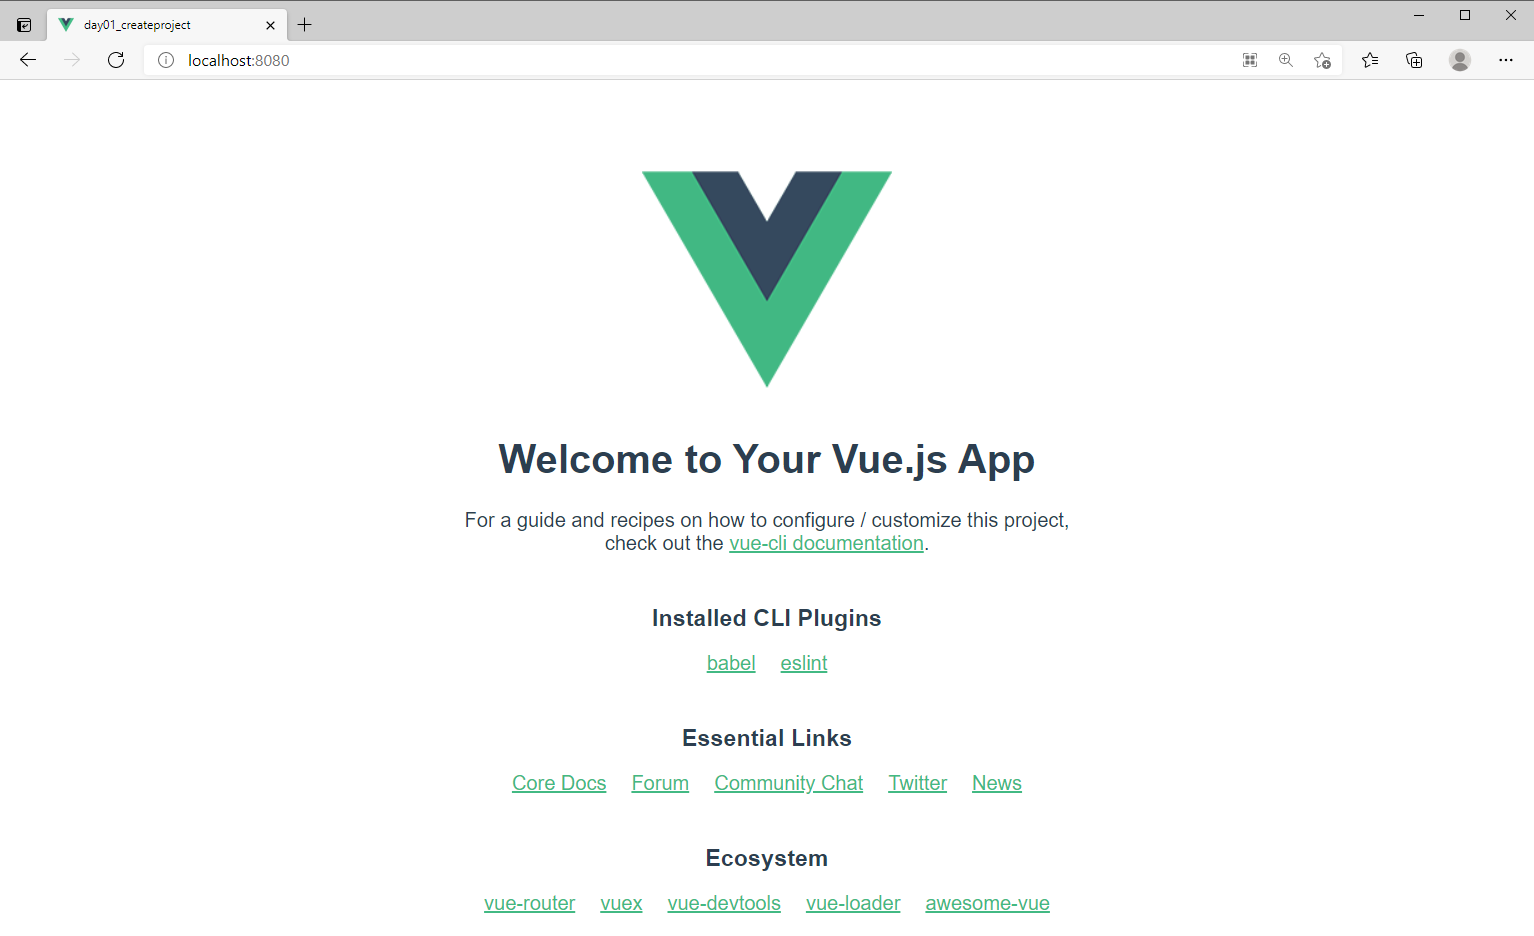 day01_createproject
localhost:8080
Welcome to Your Vue.js App
For a guide and recipes on how to configure / customize this project,
check out the vue-cli documentation.
Installed CLI Plugins
babel eslint
Essential Links
Core Docs Forum Community Chat Twitter News
Ecosystem
vue-router vuex vue-devtools vue-loader awesome-vue